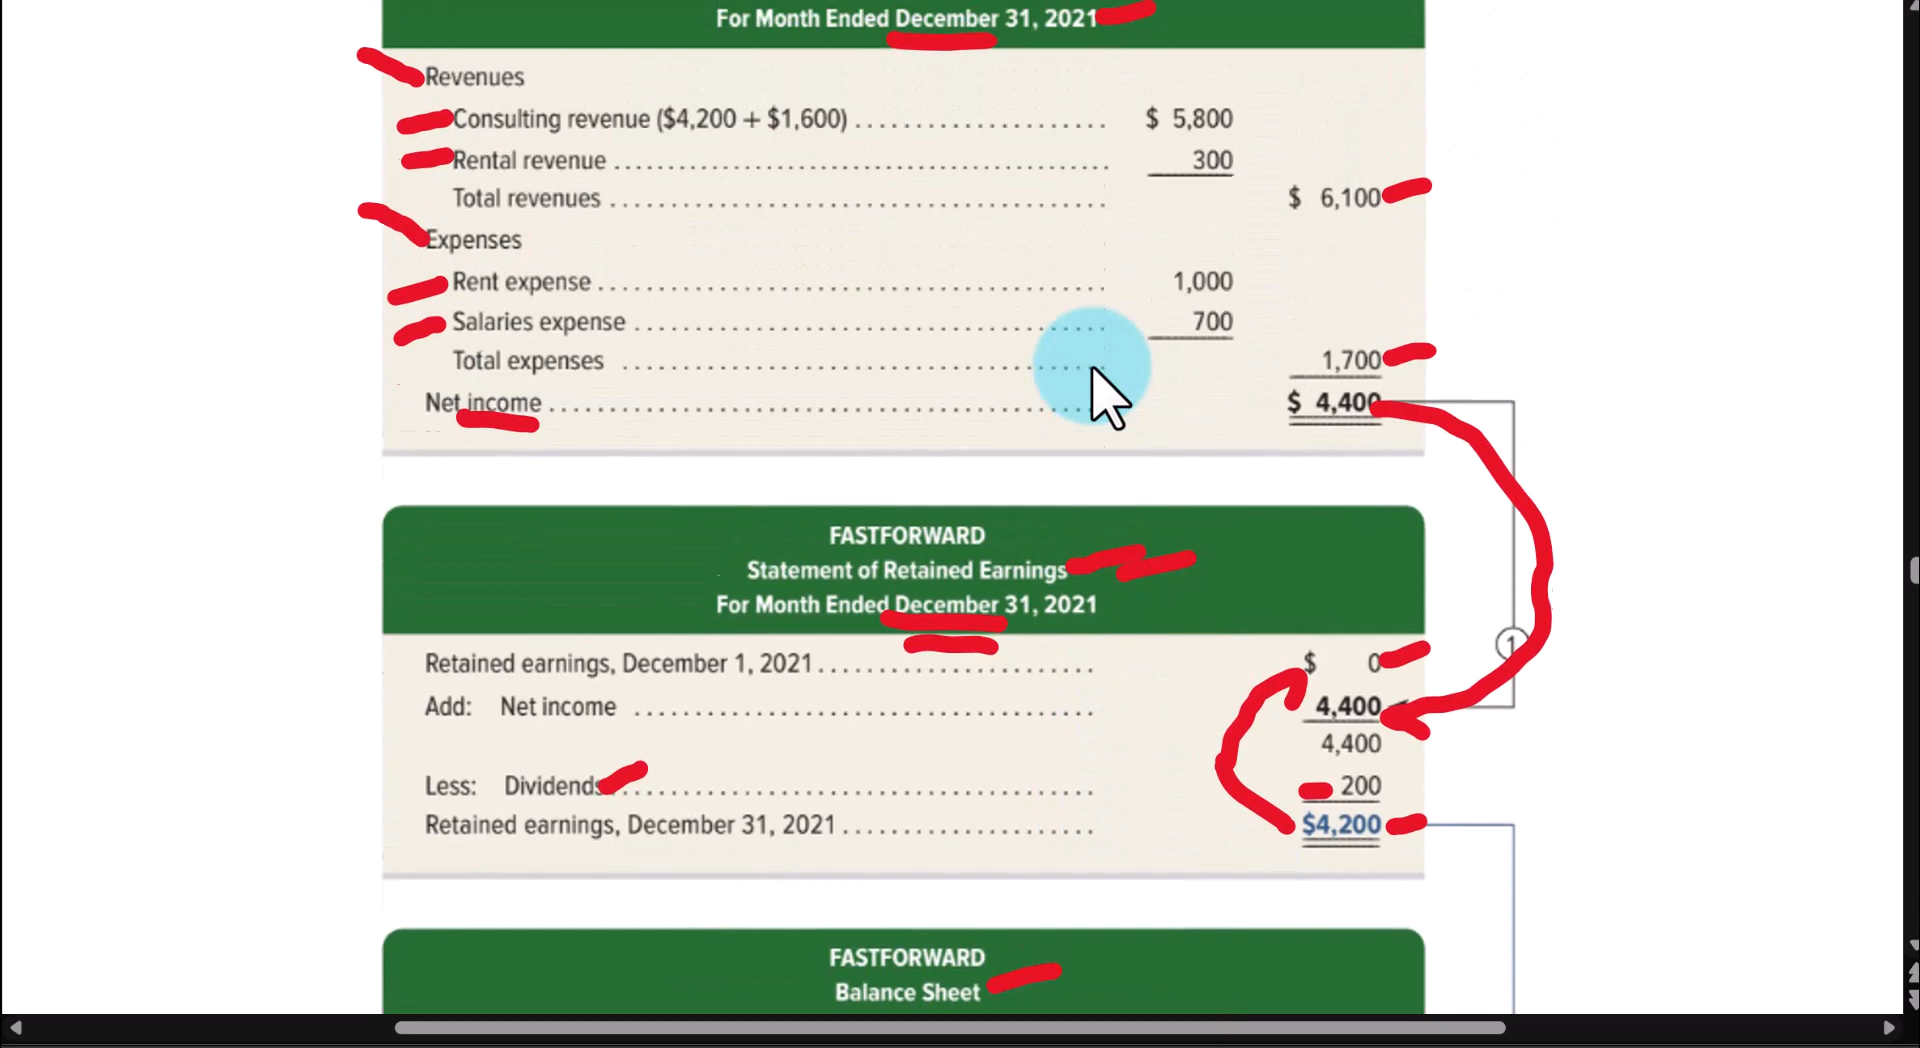 For Month Ended December 31, 2021
Revenues
Consulting revenue ($4,200 + $1,600) ..................... $ 5,800
Rental revenue ........................................ 300
Total revenues ........................................ $ 6,100
Expenses
Rent expense ......................................... 1,000
Salaries expense ...................................... 700
Total expenses ....................................... 1,700
Net income ............................................ $ 4,400
FASTFORWARD
Statement of Retained Earnings
For Month Ended December 31, 2021
1
Retained earnings, December 1, 2021 ...................... $ 0
Add: Net income ..................................... 4,400
4,400
Less: Dividends ....................................... 200
Retained earnings, December 31, 2021 .................... $4,200
FASTFORWARD
Balance Sheet